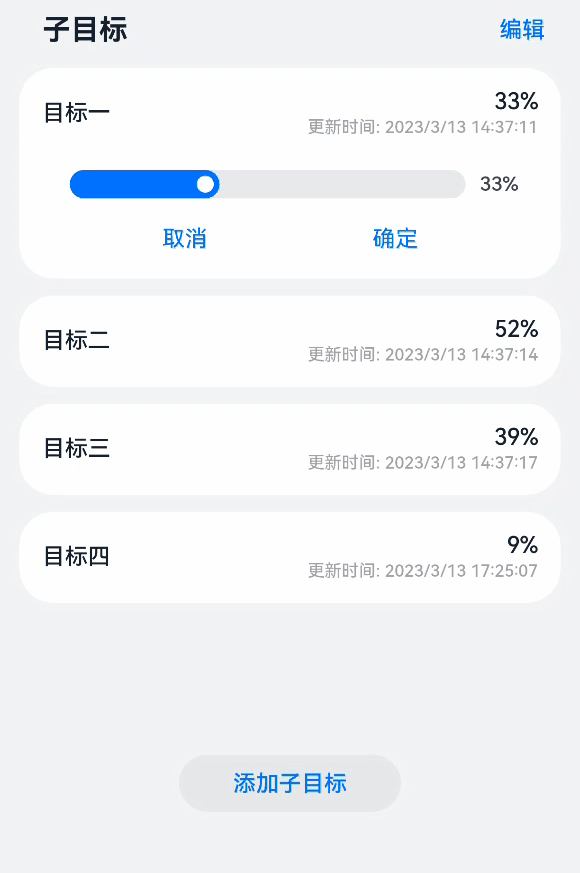 子目标
编辑
目标一
33%
更新时间: 2023/3/13 14:37:11
33%
取消
确定
目标二
52%
更新时间: 2023/3/13 14:37:14
目标三
39%
更新时间: 2023/3/13 14:37:17
目标四
9%
更新时间: 2023/3/13 17:25:07
添加子目标